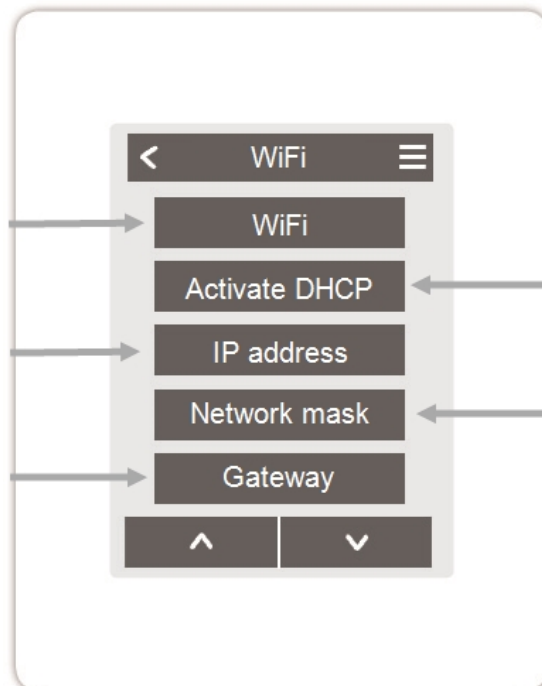 WiFi
WiFi
Activate DHCP
IP address
Network mask
Gateway